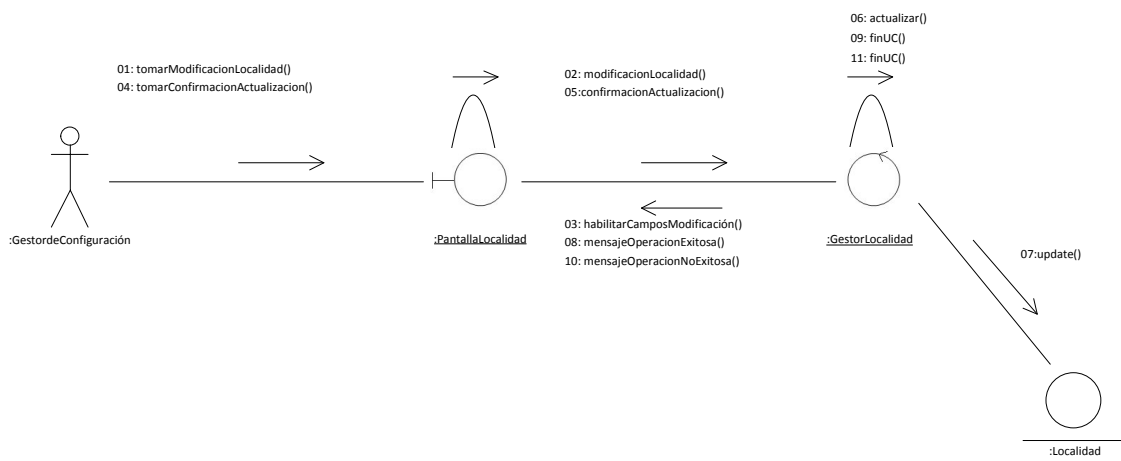 06: actualizar()
09: finUC()
11: finUC()
01: tomarModificacionLocalidad()
04: tomarConfirmacionActualizacion()
02: modificacionLocalidad()
05:confirmacionActualizacion()
:GestordeConfiguración
:PantallaLocalidad
03: habilitarCamposModificación()
08: mensajeOperacionExitosa()
10: mensajeOperacionNoExitosa()
:GestorLocalidad
07:update()
:Localidad